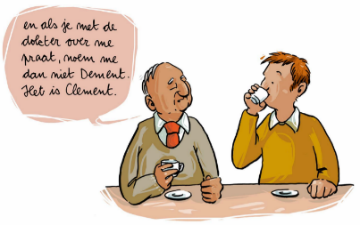 en als je met de
dokter over me
praat, noem me
dan niet Dement.
Het is Clement.